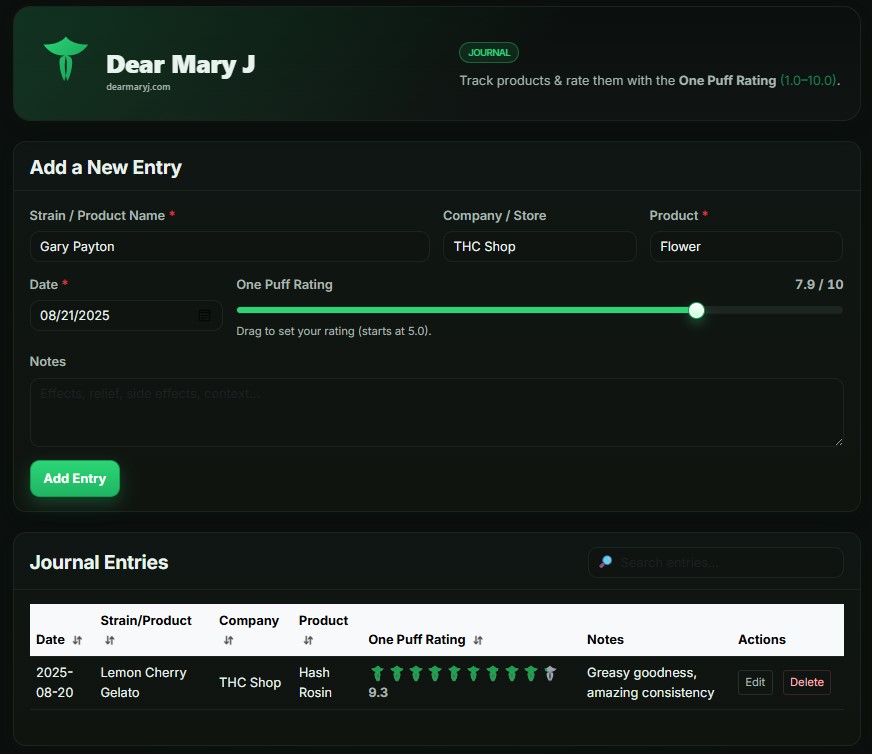 Dear Mary J
dearmaryj.com
JOURNAL
Track products & rate them with the One Puff Rating (1.0–10.0).
Add a New Entry
Strain / Product Name *
Company / Store
Product *
Gary Payton
THC Shop
Flower
Date *
One Puff Rating
7.9 / 10
08/21/2025
Drag to set your rating (starts at 5.0).
Notes
Effects, relief, side effects, context...
Add Entry
Journal Entries
Search entries...
Strain/Product
Company
Product
Date
One Puff Rating
Notes
Actions
2025-
08-20
Lemon Cherry
Gelato
THC Shop
Hash
Rosin
9.3
Greasy goodness,
amazing consistency
Edit
Delete